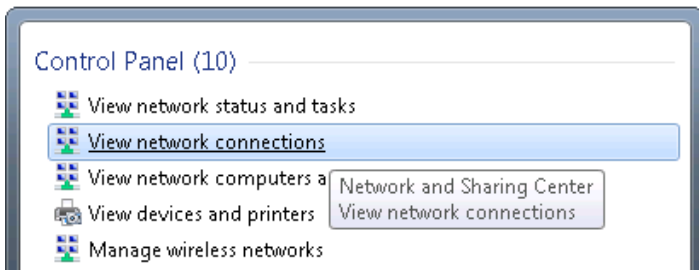 Control Panel (10)
View network status and tasks
View network connections
View network computers a
Network and Sharing Center
View network connections
View devices and printers
Manage wireless networks